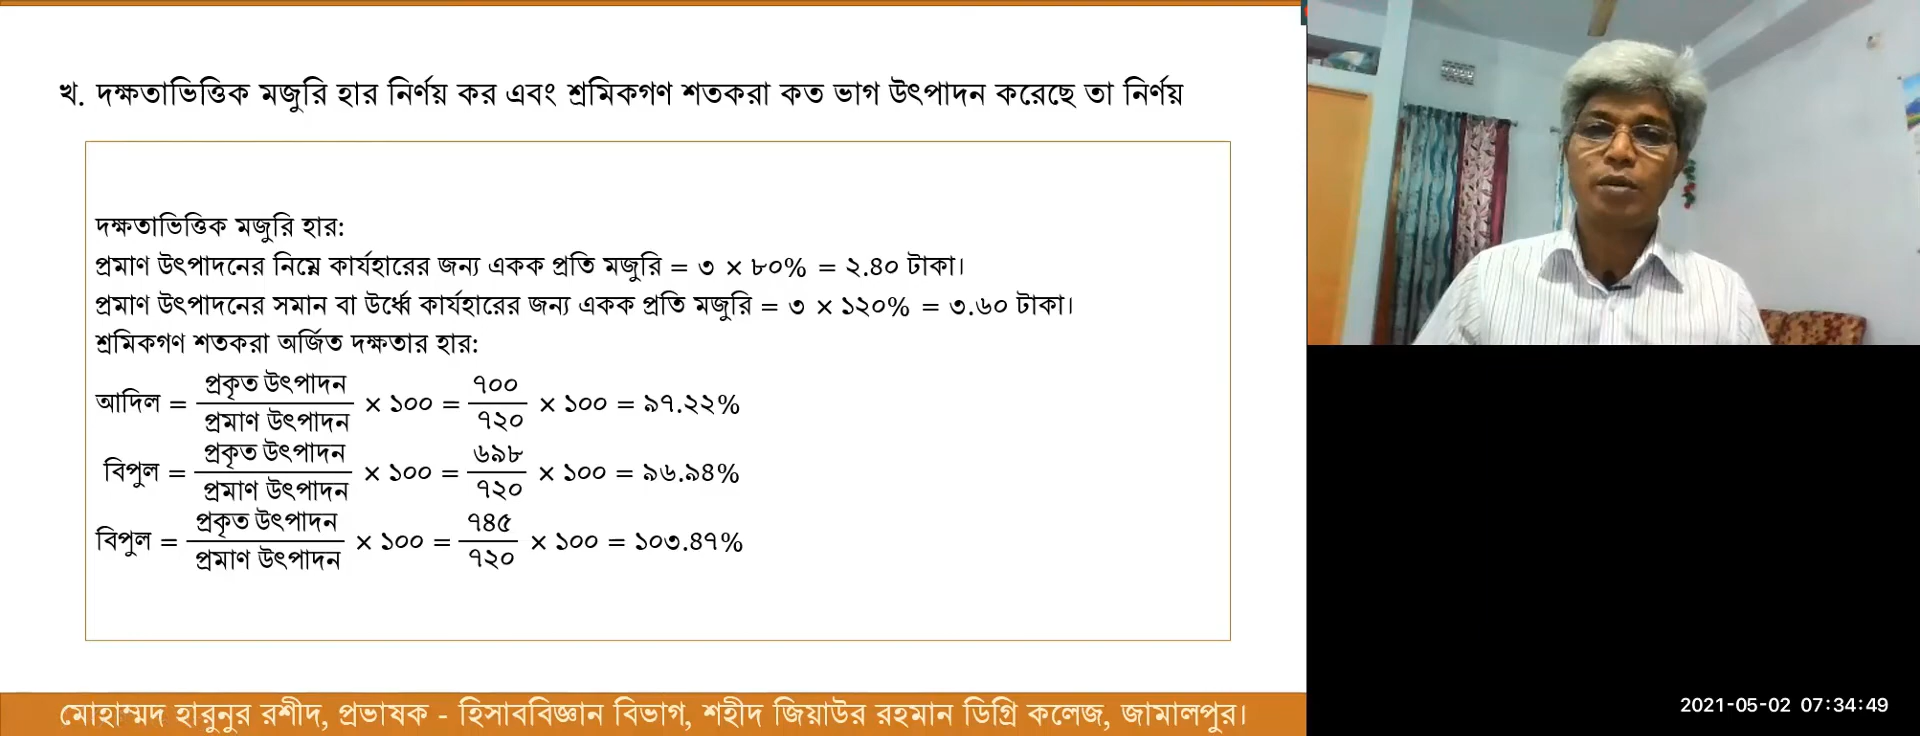 খ. দক্ষতাভিত্তিক মজুরি হার নির্ণয় কর এবং শ্রমিকগণ শতকরা কত ভাগ উৎপাদন করেছে তা নির্ণয়
দক্ষতাভিত্তিক মজুরি হার:
প্রমাণ উৎপাদনের নিম্নে কার্যহারের জন্য একক প্রতি মজুরি = ৩ × ৮০% = ২.৪০ টাকা।
প্রমাণ উৎপাদনের সমান বা উর্ধ্বে কার্যহারের জন্য একক প্রতি মজুরি = ৩ × ১২০% = ৩.৬০ টাকা।
শ্রমিকগণ শতকরা অর্জিত দক্ষতার হার:
আদিল = প্রকৃত উৎপাদন / প্রমাণ উৎপাদন × ১০০ = ৭০০ / ৭২০ × ১০০ = ৯৭.২২%
বিপুল = প্রকৃত উৎপাদন / প্রমাণ উৎপাদন × ১০০ = ৬৯৮ / ৭২০ × ১০০ = ৯৬.৯৪%
বিপুল = প্রকৃত উৎপাদন / প্রমাণ উৎপাদন × ১০০ = ৭৪৫ / ৭২০ × ১০০ = ১০৩.৪৭%
মোহাম্মদ হারুনুর রশীদ, প্রভাষক - হিসাববিজ্ঞান বিভাগ, শহীদ জিয়াউর রহমান ডিগ্রি কলেজ, জামালপুর।
2021-05-02 07:34:49